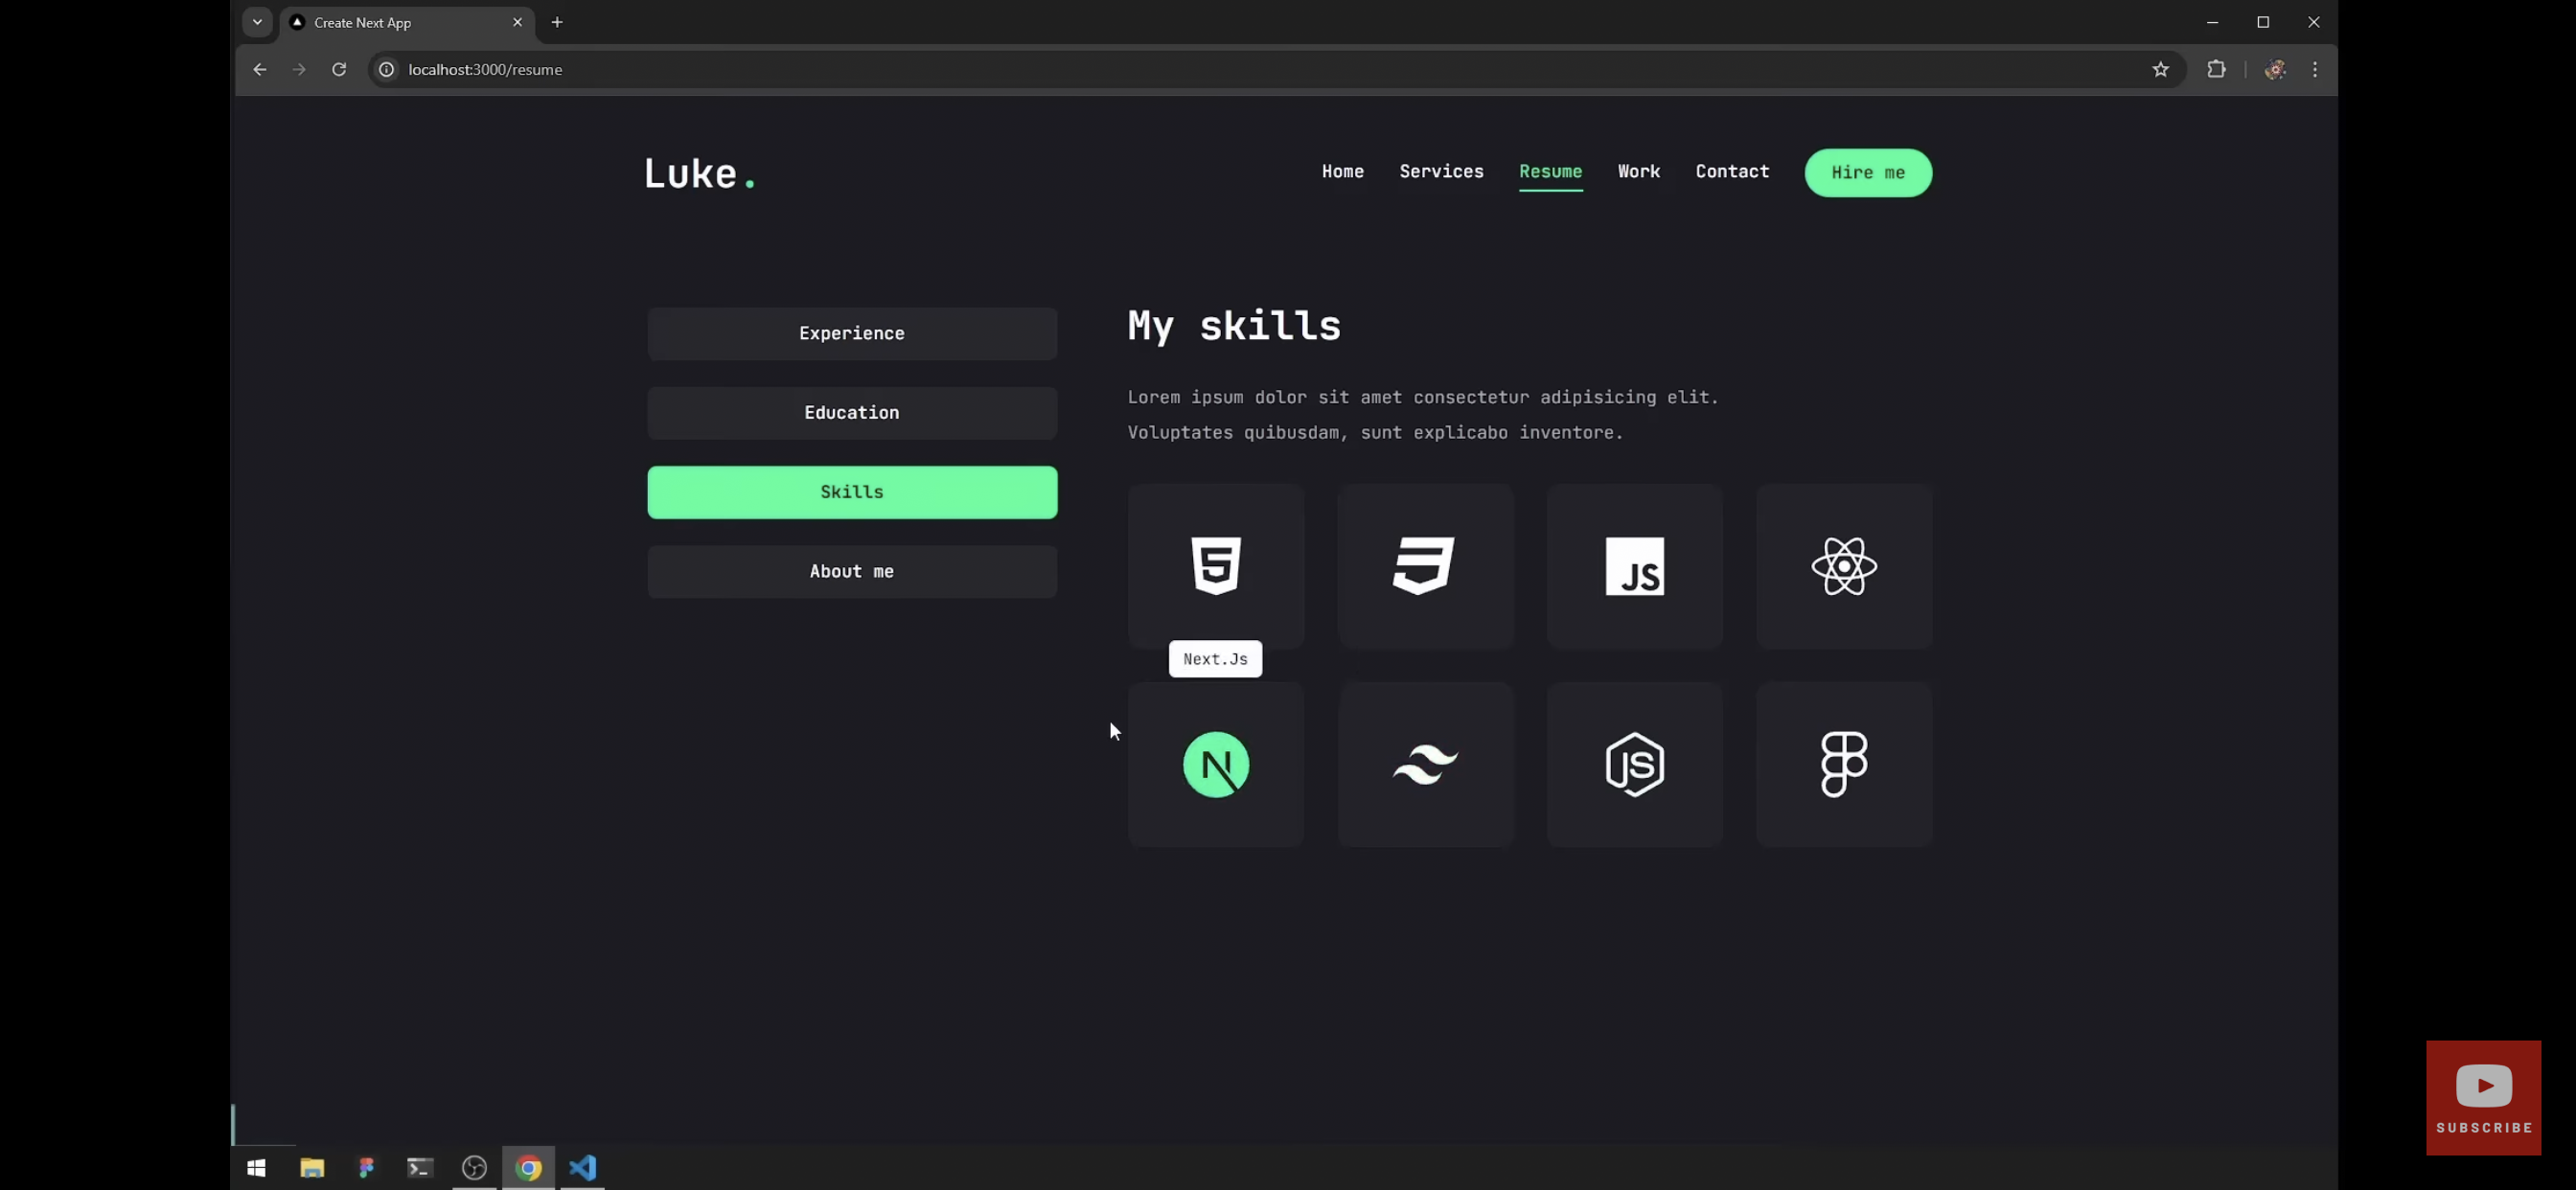 Create Next App
localhost:3000/resume
Luke.
Home Services Resume Work Contact Hire me
Experience
Education
Skills
About me
My skills
Lorem ipsum dolor sit amet consectetur adipisicing elit.
Voluptates quibusdam, sunt explicabo inventore.
5
JS
Next.Js
N
JS
SUBSCRIBE